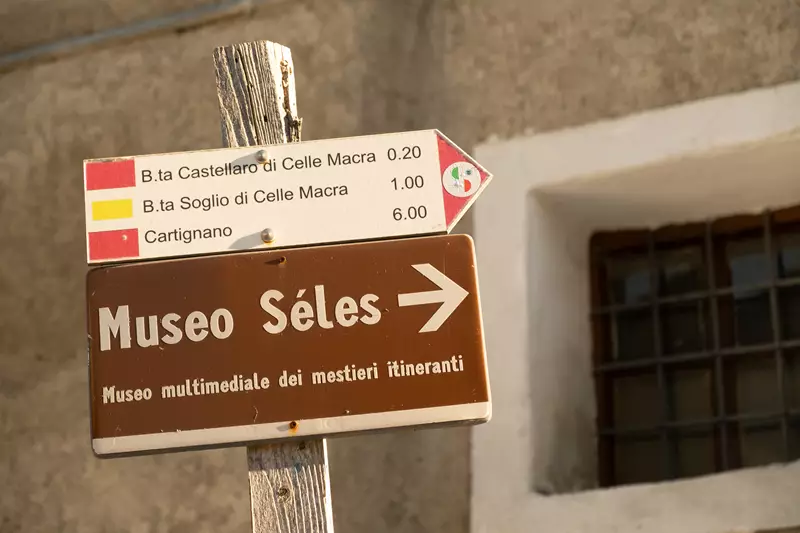 B.ta Castellaro di Celle Macra 0.20
B.ta Soglio di Celle Macra 1.00
Cartignano 6.00
Museo Séles
Museo multimediale dei mestieri itineranti